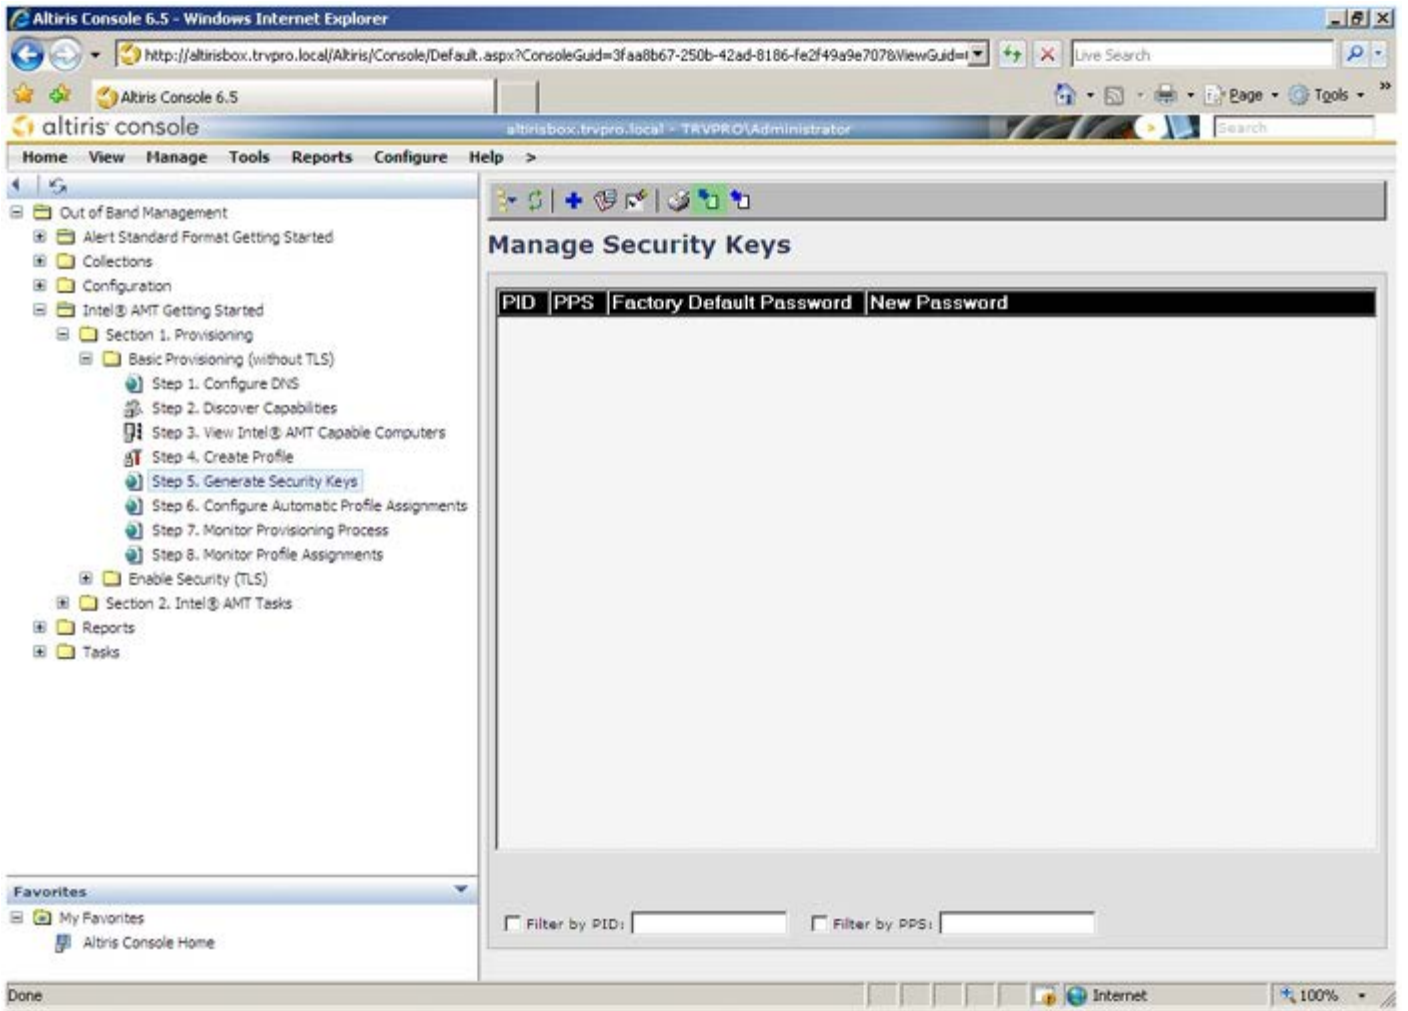 Altiris Console 6.5 - Windows Internet Explorer
http://altirisbox.trvpro.local/Altiris/Console/Default.aspx?ConsoleGuid=3faa8b67-250b-42ad-8186-fe2f49a9e707&ViewGuid=
Live Search
Altiris Console 6.5
Page
Tools
altiris console
altirisbox.trvpro.local - TRVPRO\Administrator
Search
Home View Manage Tools Reports Configure Help >
Out of Band Management
Alert Standard Format Getting Started
Collections
Configuration
Intel® AMT Getting Started
Section 1. Provisioning
Basic Provisioning (without TLS)
Step 1. Configure DNS
Step 2. Discover Capabilities
Step 3. View Intel® AMT Capable Computers
Step 4. Create Profile
Step 5. Generate Security Keys
Step 6. Configure Automatic Profile Assignments
Step 7. Monitor Provisioning Process
Step 8. Monitor Profile Assignments
Enable Security (TLS)
Section 2. Intel® AMT Tasks
Reports
Tasks
Manage Security Keys
PID PPS Factory Default Password New Password
Filter by PID:
Filter by PPS:
Favorites
My Favorites
Altiris Console Home
Done
Internet
100%